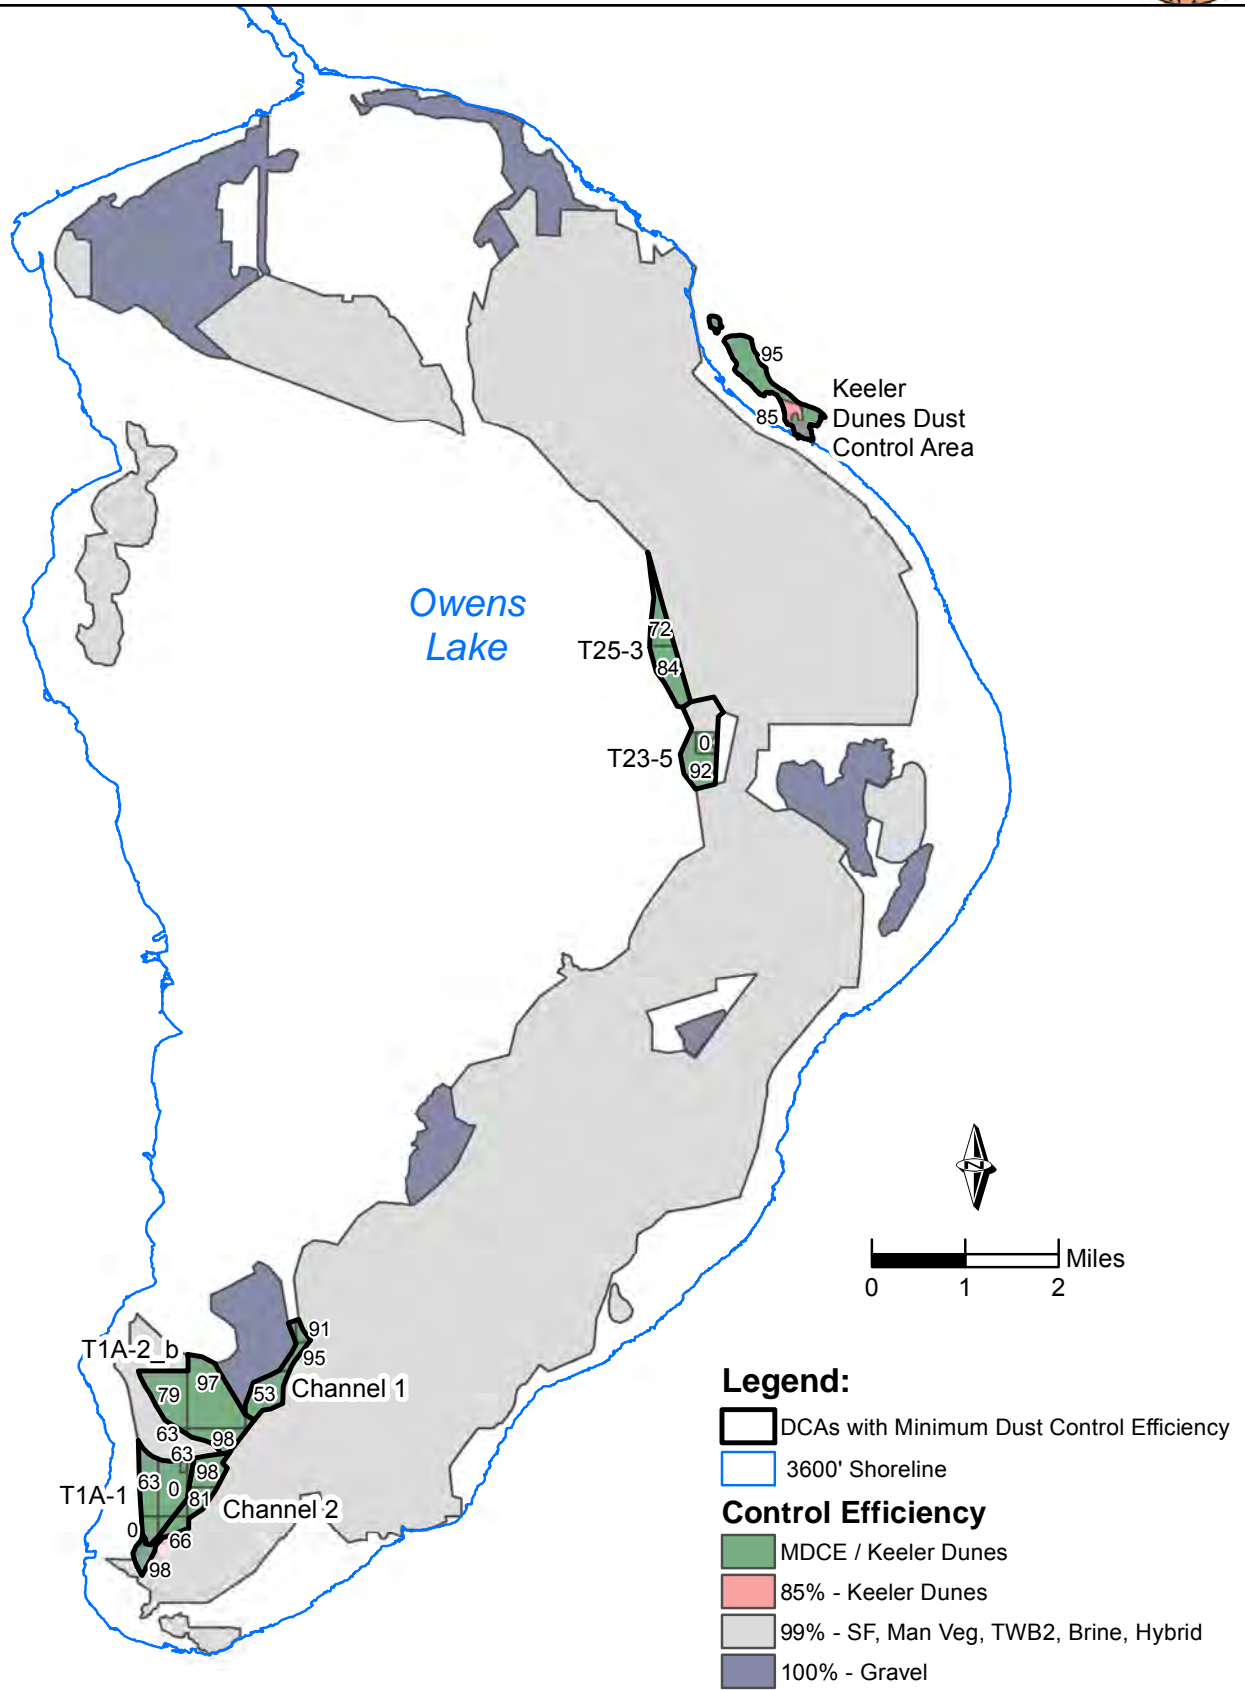 95
Keeler
85
Dunes Dust
Control Area
Owens
Lake
72
T25-3
84
0
T23-5
92
N
Miles
0
1
2
91
T1A-2_b
95
97
79
53
Channel 1
63
98
63
98
63
0
T1A-1
81
Channel 2
0
66
98
Legend:
DCAs with Minimum Dust Control Efficiency
3600' Shoreline
Control Efficiency
MDCE / Keeler Dunes
85% - Keeler Dunes
99% - SF, Man Veg, TWB2, Brine, Hybrid
100% - Gravel